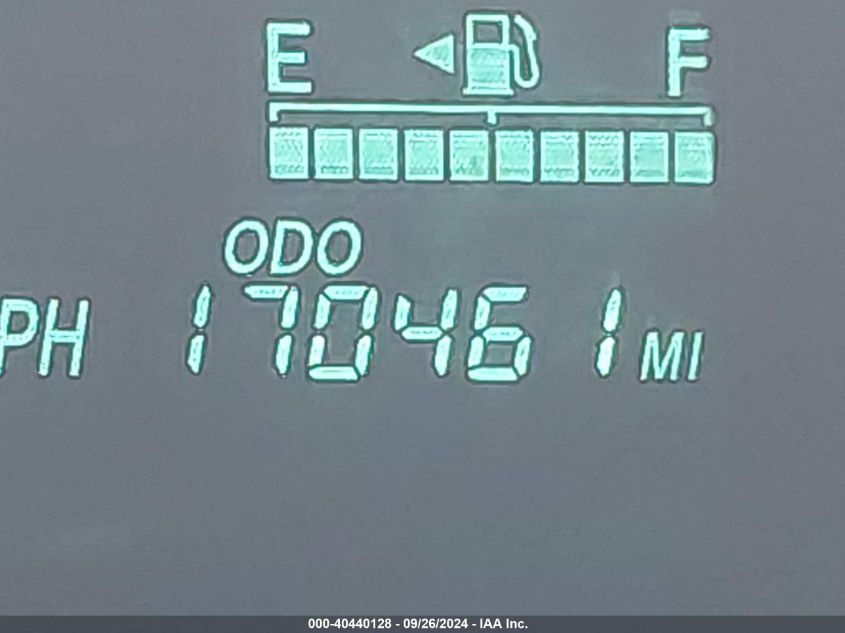 E F
ODO
PH 170461 MI
000-40440128 - 09/26/2024 - IAA Inc.